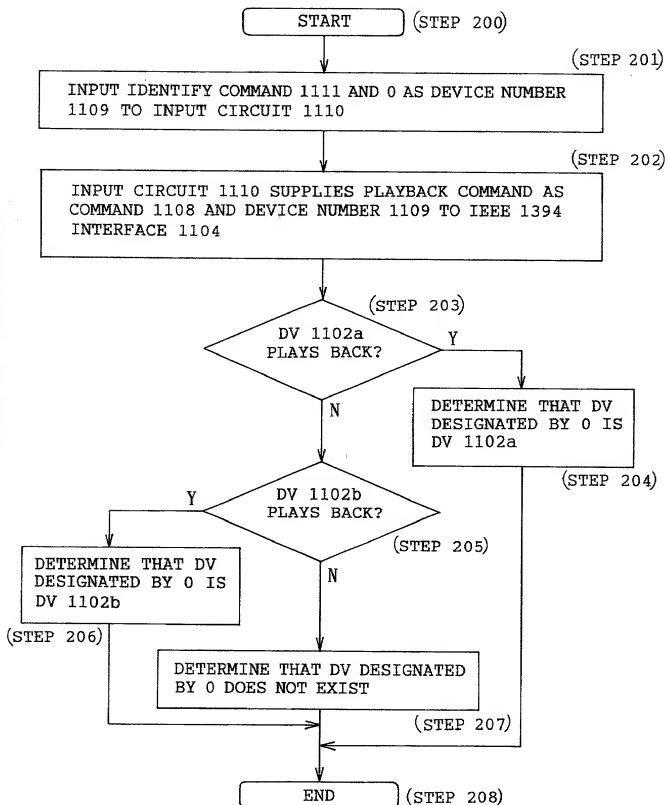 START (STEP 200)
(STEP 201)
INPUT IDENTIFY COMMAND 1111 AND 0 AS DEVICE NUMBER
1109 TO INPUT CIRCUIT 1110
(STEP 202)
INPUT CIRCUIT 1110 SUPPLIES PLAYBACK COMMAND AS
COMMAND 1108 AND DEVICE NUMBER 1109 TO IEEE 1394
INTERFACE 1104
(STEP 203)
DV 1102a
PLAYS BACK?
Y
N
DETERMINE THAT DV
DESIGNATED BY 0 IS
DV 1102a
(STEP 204)
DV 1102b
PLAYS BACK?
Y
(STEP 205)
N
DETERMINE THAT DV
DESIGNATED BY 0 IS
DV 1102b
(STEP 206)
DETERMINE THAT DV DESIGNATED
BY 0 DOES NOT EXIST
(STEP 207)
END (STEP 208)